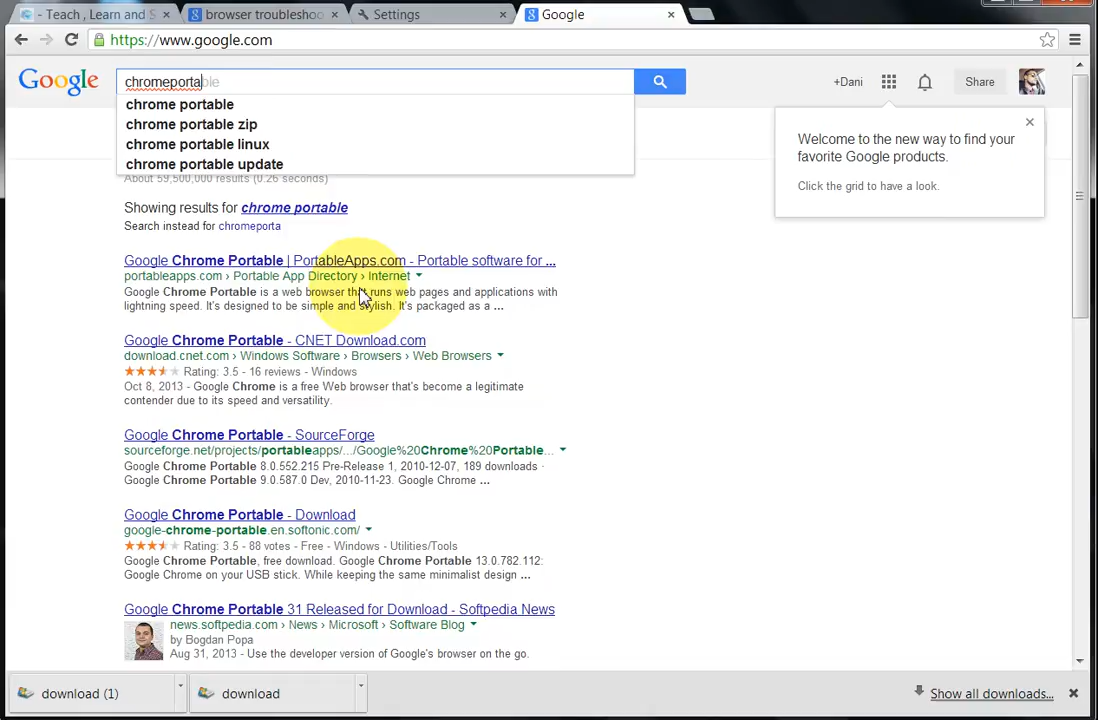 - Teach , Learn and S
browser troubleshoo
Settings
Google
https://www.google.com
Google
chromeportable
+Dani
Share
chrome portable
chrome portable zip
chrome portable linux
chrome portable update
Welcome to the new way to find your
favorite Google products.
Click the grid to have a look.
About 59,500,000 results (0.26 seconds)
Showing results for chrome portable
Search instead for chromeporta
Google Chrome Portable | PortableApps.com - Portable software for ...
portableapps.com › Portable App Directory › Internet
Google Chrome Portable is a web browser that runs web pages and applications with
lightning speed. It's designed to be simple and stylish. It's packaged as a ...
Google Chrome Portable - CNET Download.com
download.cnet.com › Windows Software › Browsers › Web Browsers
Rating: 3.5 - 16 reviews - Windows
Oct 8, 2013 - Google Chrome is a free Web browser that's become a legitimate
contender due to its speed and versatility.
Google Chrome Portable - SourceForge
sourceforge.net/projects/portableapps/.../Google%20Chrome%20Portable...
Google Chrome Portable 8.0.552.215 Pre-Release 1, 2010-12-07, 189 downloads ·
Google Chrome Portable 9.0.587.0 Dev, 2010-11-23. Google Chrome ...
Google Chrome Portable - Download
google-chrome-portable.en.softonic.com/
Rating: 3.5 - 88 votes - Free - Windows - Utilities/Tools
Google Chrome Portable, free download. Google Chrome Portable 13.0.782.112:
Google Chrome on your USB stick. While keeping the same minimalist design ...
Google Chrome Portable 31 Released for Download - Softpedia News
news.softpedia.com › News › Microsoft › Software Blog
by Bogdan Popa
Aug 31, 2013 - Use the developer version of Google's browser on the go.
download (1)
download
Show all downloads...